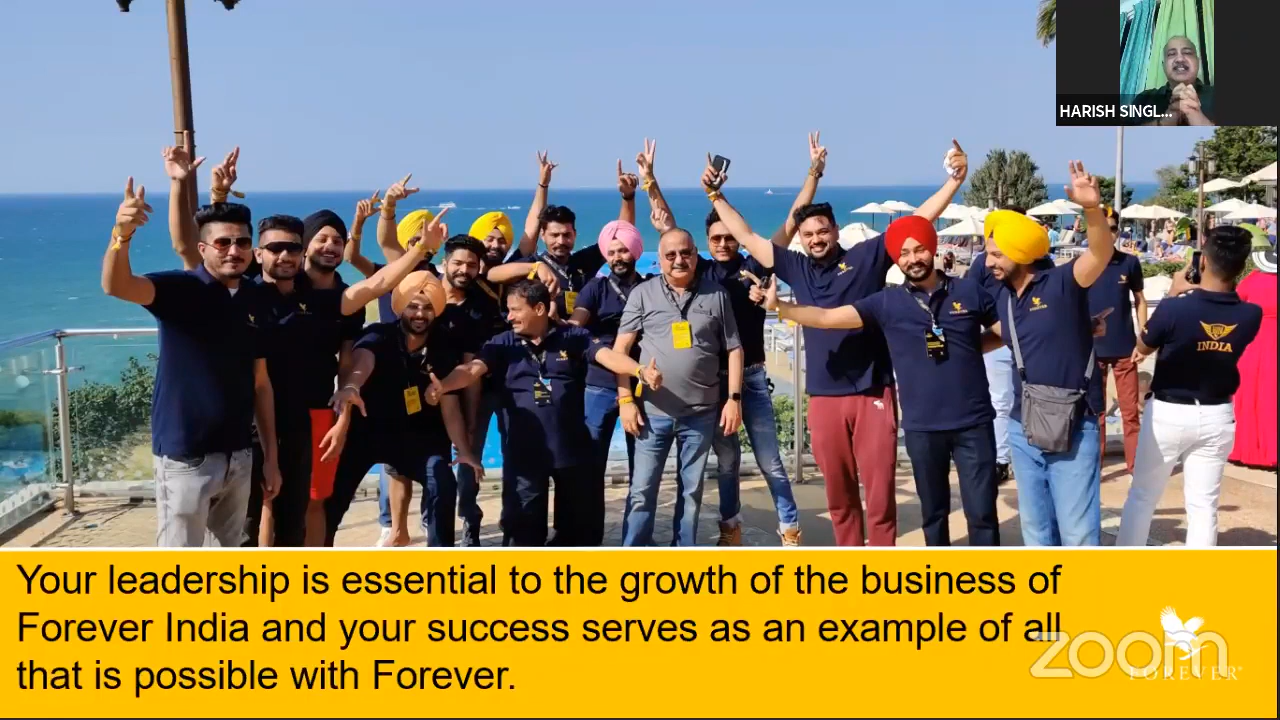 HARISH SINGL...
INDIA
Your leadership is essential to the growth of the business of
Forever India and your success serves as an example of all
that is possible with Forever.
zoom
FOREVER